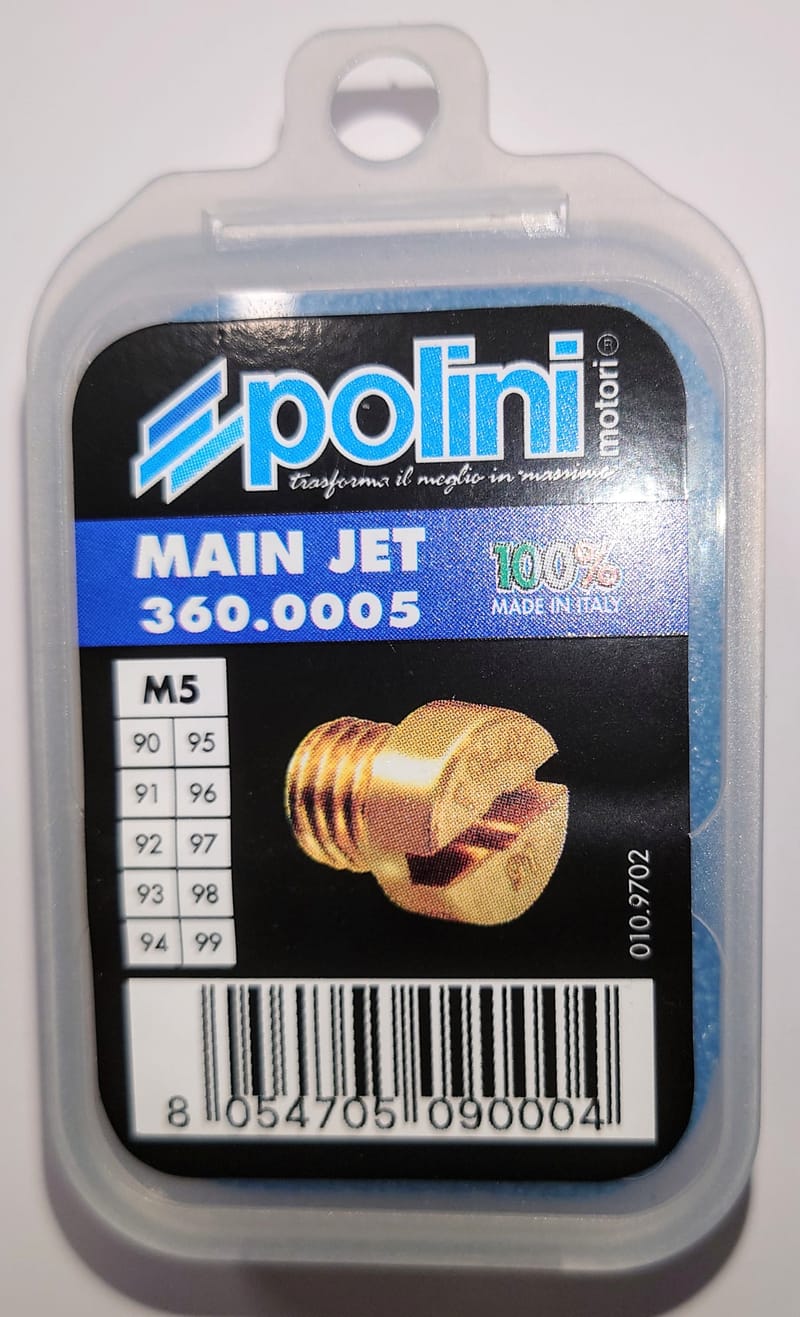 polini
motori®
trasforma il meglio in massimo
MAIN JET
360.0005
100%
MADE IN ITALY
M5
90 95
91 96
92 97
93 98
94 99
010.9702
8 054705 090004